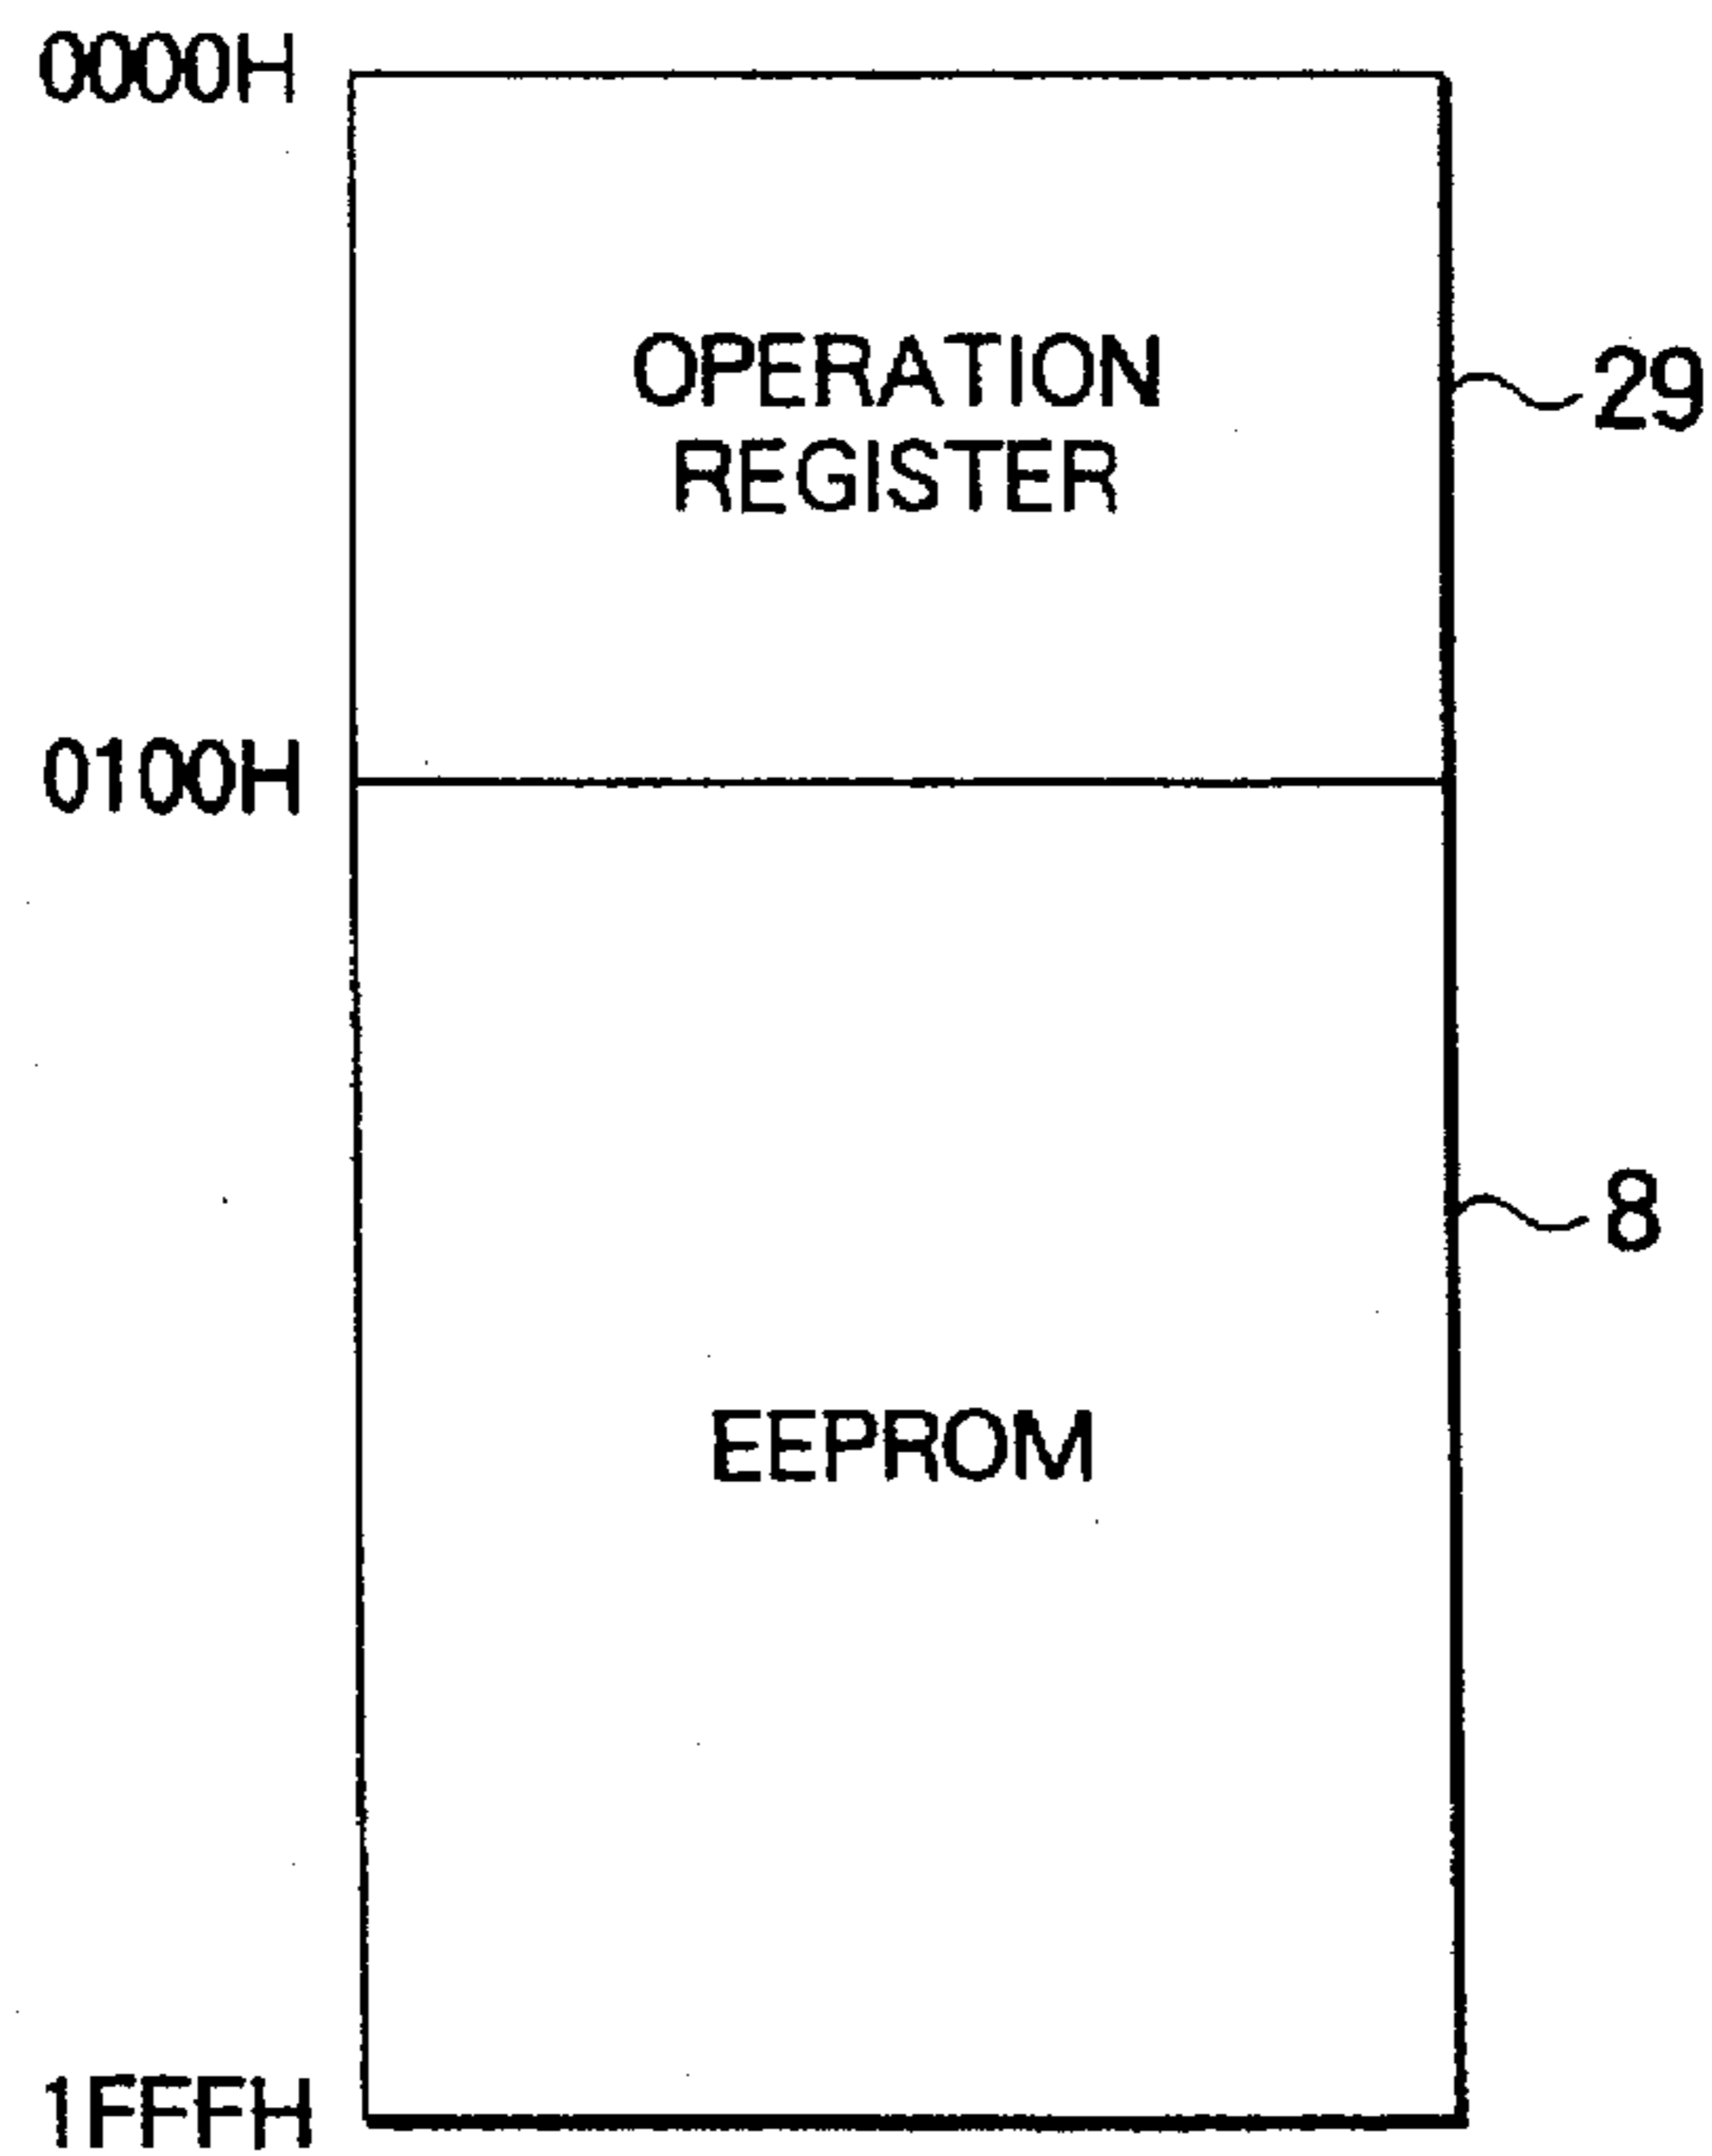 0000H
OPERATION
REGISTER
29
0100H
8
EEPROM
1FFFH